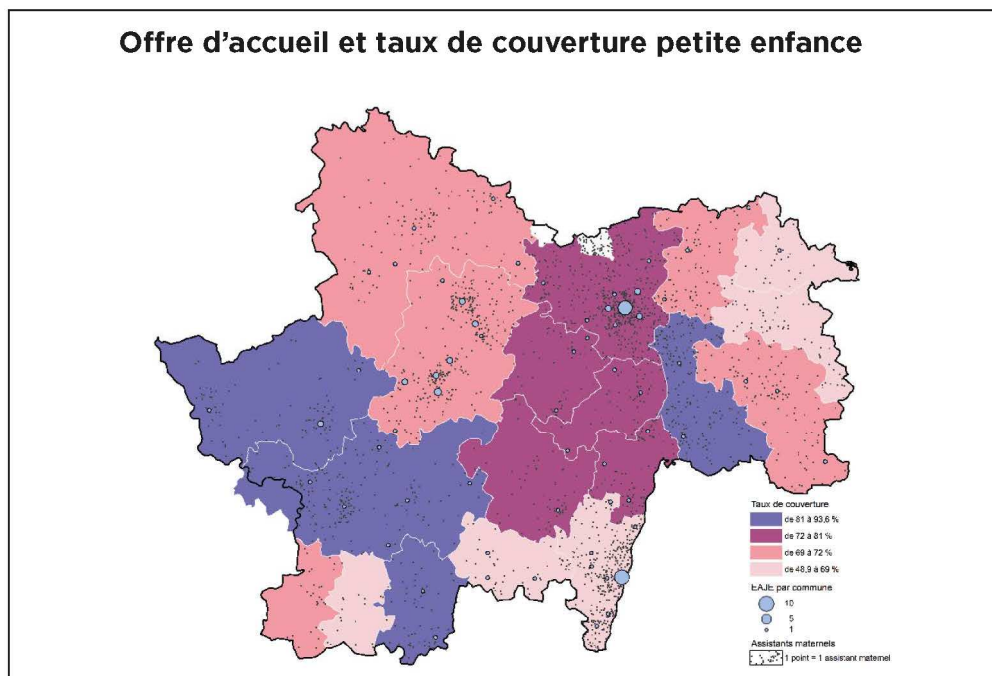 Offre d'accueil et taux de couverture petite enfance
Taux de couverture
de 81 à 93,6 %
de 72 à 81 %
de 69 à 72 %
de 48,9 à 69 %
EAJE par commune
10
5
1
Assistants maternels
1 point = 1 assistant maternel